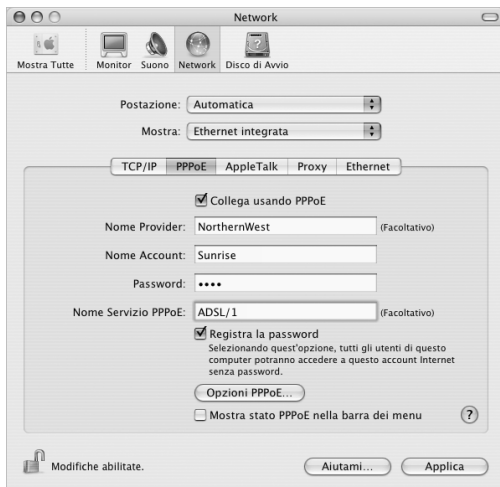 Network
Mostra Tutte Monitor Suono Network Disco di Avvio
Postazione: Automatica
Mostra: Ethernet integrata
TCP/IP PPPoE AppleTalk Proxy Ethernet
Collega usando PPPoE
Nome Provider: NorthernWest (Facoltativo)
Nome Account: Sunrise
Password: ••••
Nome Servizio PPPoE: ADSL/1 (Facoltativo)
Registra la password
Selezionando quest'opzione, tutti gli utenti di questo
computer potranno accedere a questo account Internet
senza password.
Opzioni PPPoE...
Mostra stato PPPoE nella barra dei menu ?
Modifiche abilitate. Aiutami... Applica